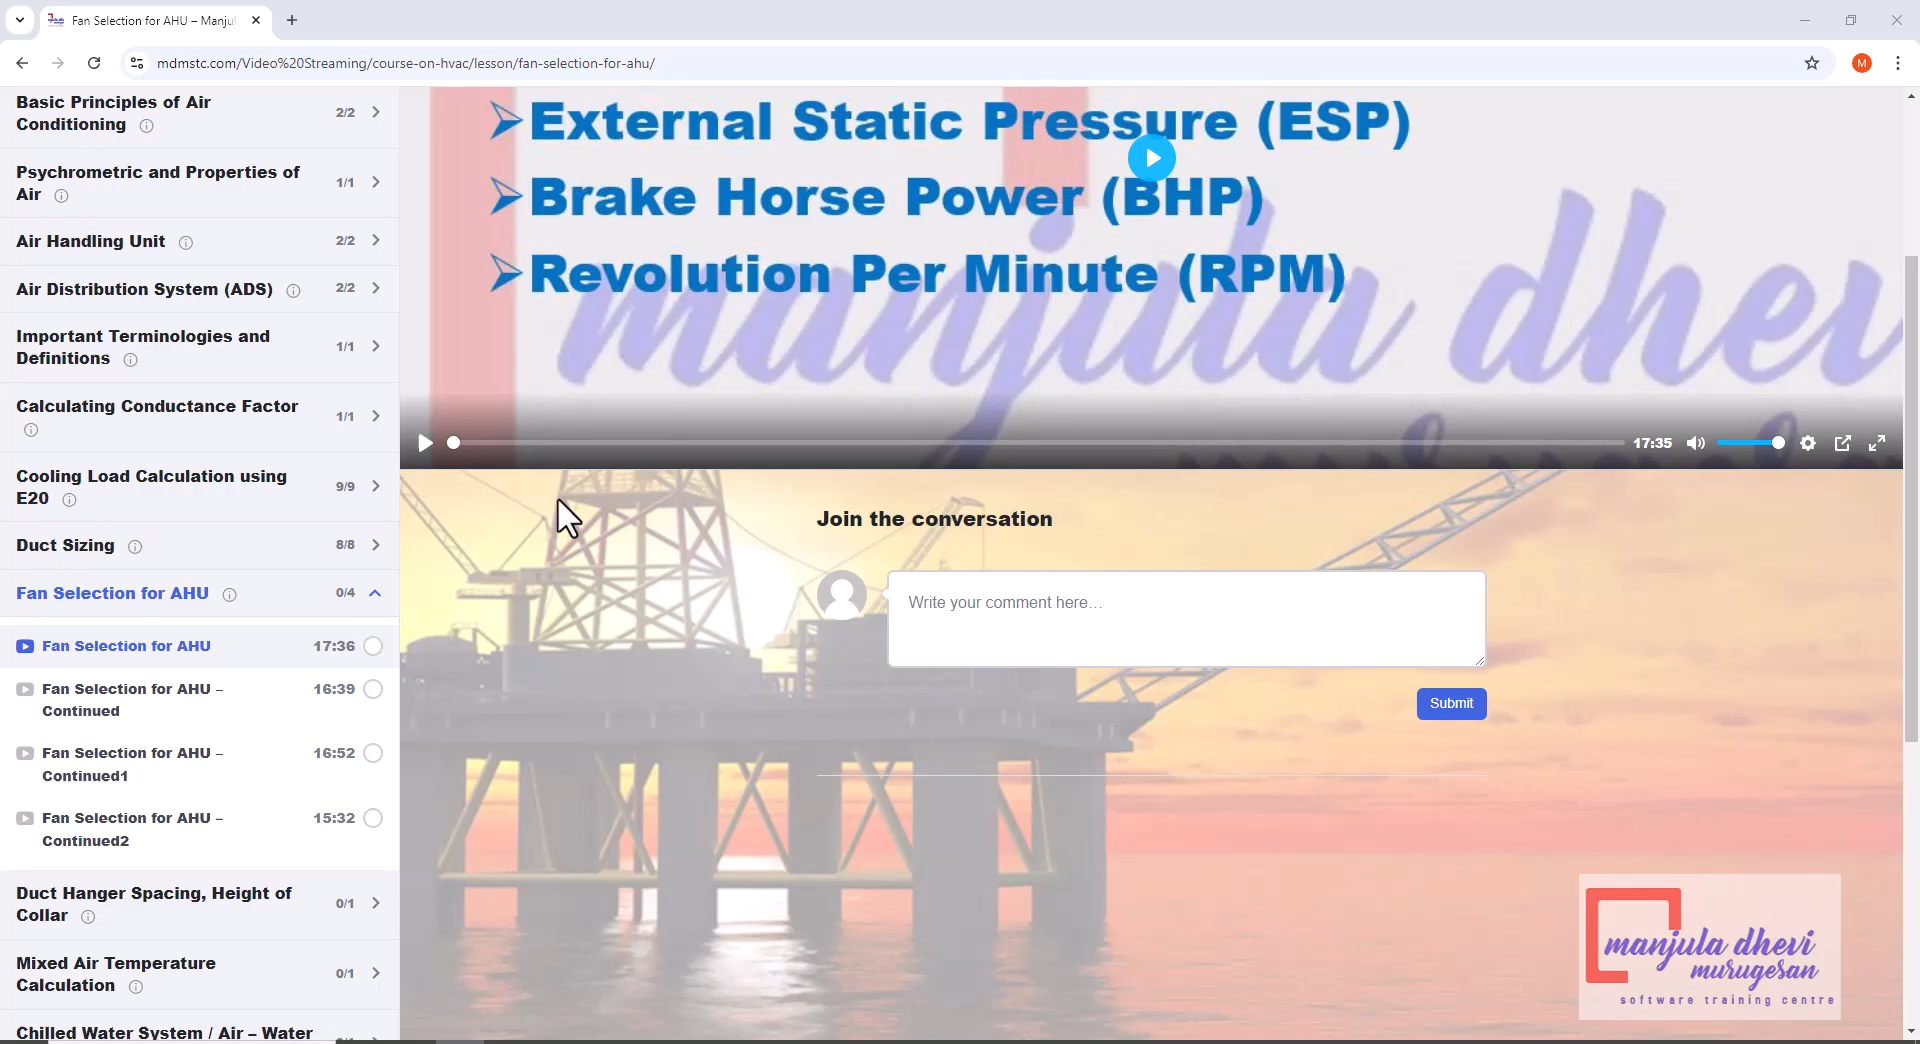 Fan Selection for AHU – Manjul
mdmstc.com/Video%20Streaming/course-on-hvac/lesson/fan-selection-for-ahu/
M
Basic Principles of Air
Conditioning
2/2
Psychrometric and Properties of
Air
1/1
Air Handling Unit
2/2
Air Distribution System (ADS)
2/2
Important Terminologies and
Definitions
1/1
Calculating Conductance Factor
1/1
Cooling Load Calculation using
E20
9/9
Duct Sizing
8/8
Fan Selection for AHU
0/4
Fan Selection for AHU
17:36
Fan Selection for AHU –
Continued
16:39
Fan Selection for AHU –
Continued1
16:52
Fan Selection for AHU –
Continued2
15:32
Duct Hanger Spacing, Height of
Collar
0/1
Mixed Air Temperature
Calculation
0/1
Chilled Water System / Air – Water
External Static Pressure (ESP)
Brake Horse Power (BHP)
Revolution Per Minute (RPM)
manjula dhevi
17:35
Join the conversation
Write your comment here...
Submit
manjula dhevi
murugesan
software training centre